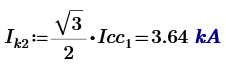 I_k2 := √3/2 • Icc_1 = 3.64 kA